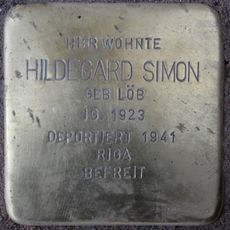 HIER WOHNTE
HILDEGARD SIMON
GEB LÖB
JG. 1923
DEPORTIERT 1941
RIGA
BEFREIT